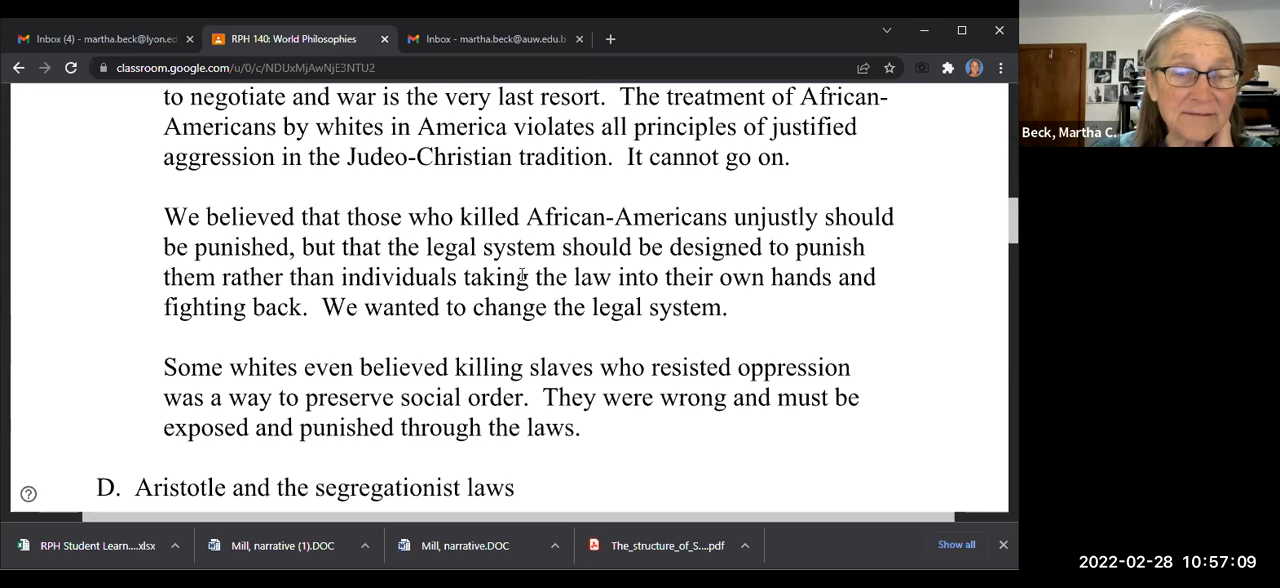 Inbox (4) - martha.beck@lyon.ed
RPH 140: World Philosophies
Inbox - martha.beck@auw.edu.b
classroom.google.com/u/0/c/NDUxMjAwNjE3NTU2
to negotiate and war is the very last resort.  The treatment of African-
Americans by whites in America violates all principles of justified
aggression in the Judeo-Christian tradition.  It cannot go on.
We believed that those who killed African-Americans unjustly should
be punished, but that the legal system should be designed to punish
them rather than individuals taking the law into their own hands and
fighting back.  We wanted to change the legal system.
Some whites even believed killing slaves who resisted oppression
was a way to preserve social order.  They were wrong and must be
exposed and punished through the laws.
D.  Aristotle and the segregationist laws
RPH Student Learn....xlsx
Mill, narrative (1).DOC
Mill, narrative.DOC
The_structure_of_S....pdf
Show all
Beck, Martha C.
2022-02-28 10:57:09